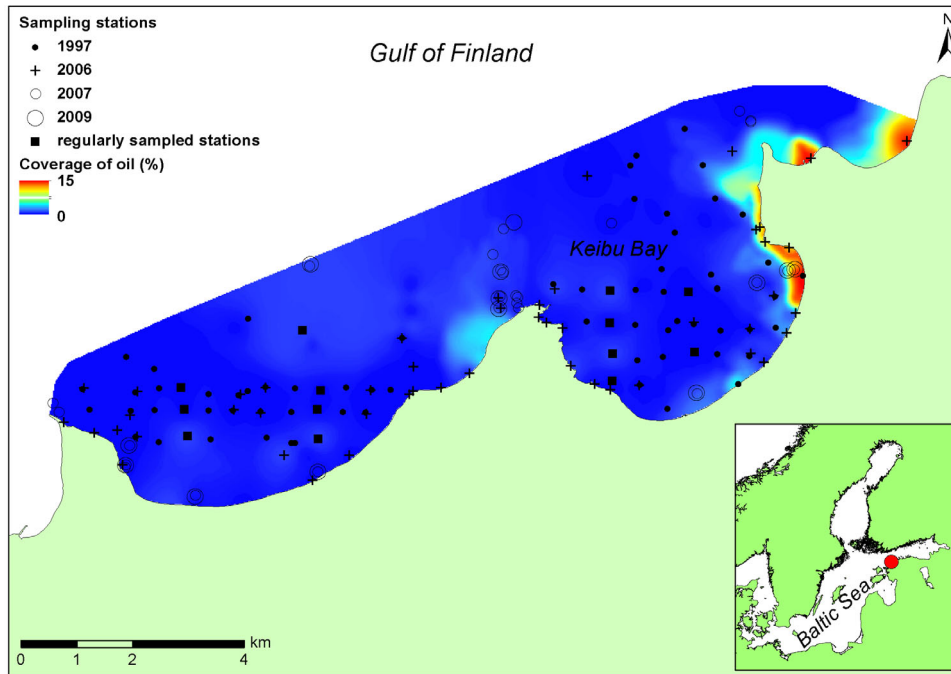 Sampling stations
1997
2006
2007
2009
regularly sampled stations
Coverage of oil (%)
15
0
Gulf of Finland
N
Keibu Bay
km
0 1 2 4
Baltic Sea